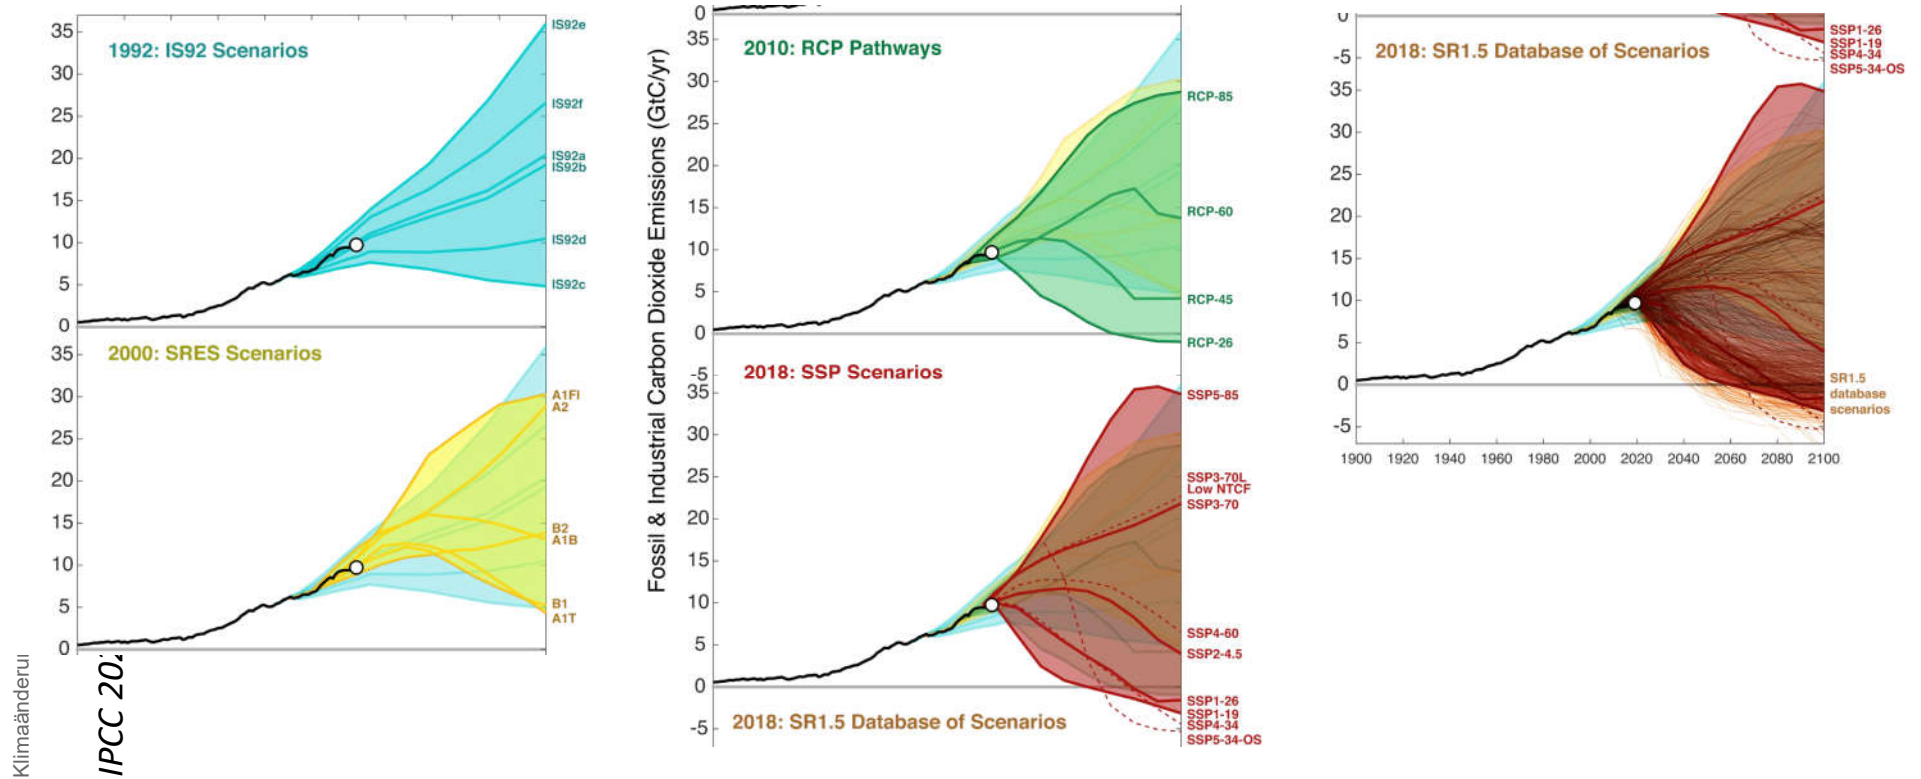 1992: IS92 Scenarios
35
30
25
20
15
10
5
0
IS92e
IS92f
IS92a
IS92b
IS92d
IS92c
2000: SRES Scenarios
35
30
25
20
15
10
5
0
A1FI
A2
B2
A1B
B1
A1T
IPCC
Fossil & Industrial Carbon Dioxide Emissions (GtC/yr)
0
2010: RCP Pathways
35
30
25
20
15
10
5
0
-5
RCP-85
RCP-60
RCP-45
RCP-26
2018: SSP Scenarios
35
30
25
20
15
10
5
0
-5
SSP5-85
SSP3-70L
Low NTCF
SSP3-70
SSP4-60
SSP2-4.5
SSP1-26
SSP1-19
SSP4-34
SSP5-34-OS
2018: SR1.5 Database of Scenarios
0
-5
SSP1-26
SSP1-19
SSP4-34
SSP5-34-OS
2018: SR1.5 Database of Scenarios
35
30
25
20
15
10
5
0
-5
SR1.5
database
scenarios
1900 1920 1940 1960 1980 2000 2020 2040 2060 2080 2100